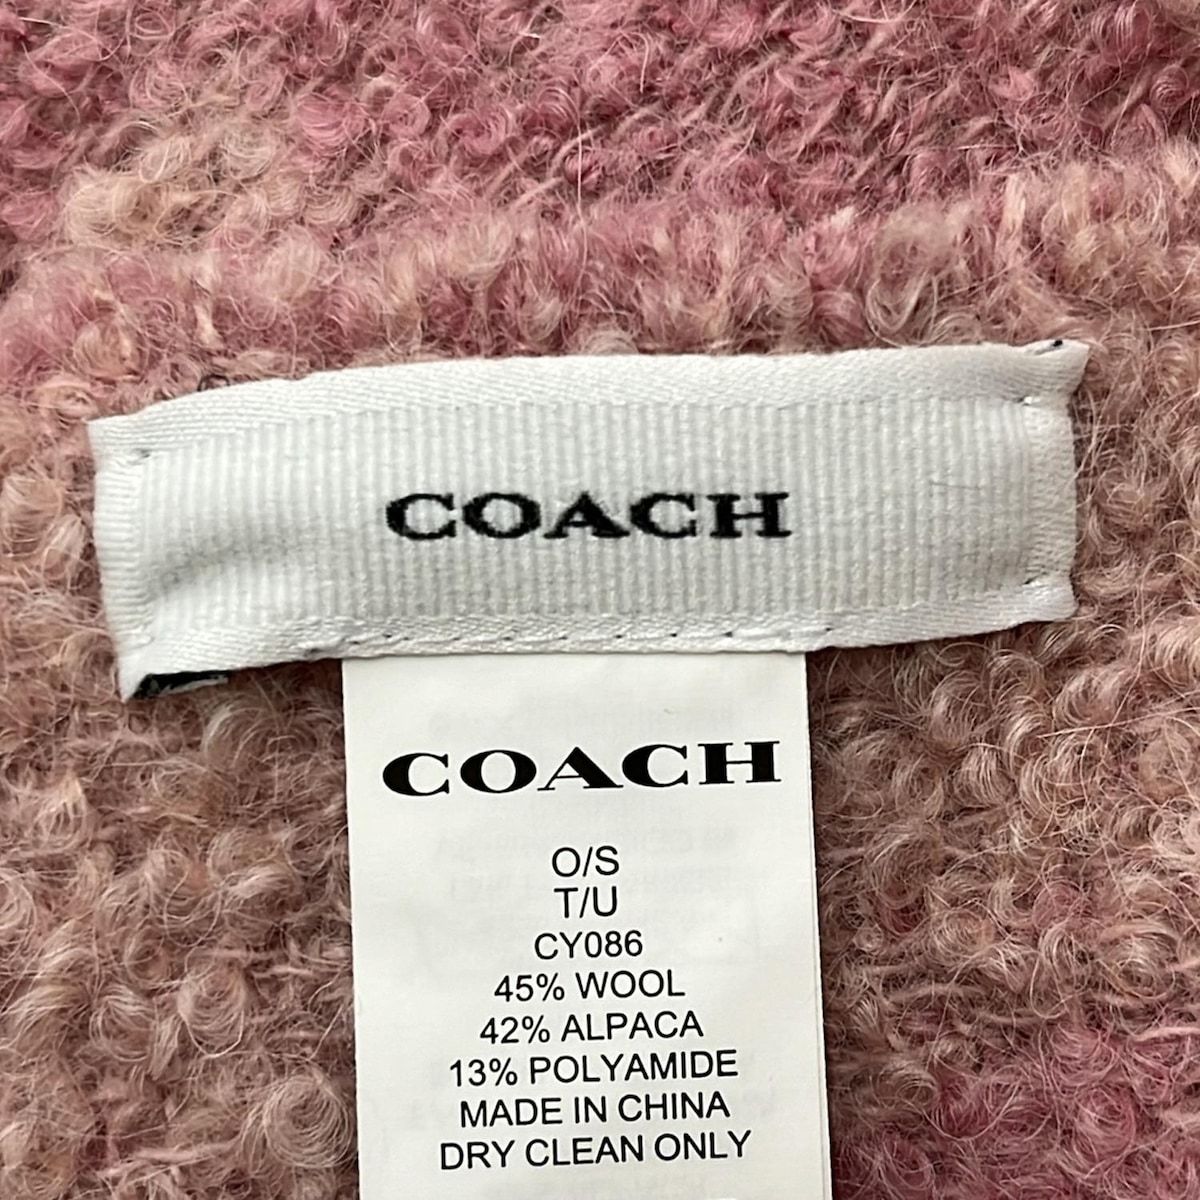 COACH
COACH
O/S
T/U
CY086
45% WOOL
42% ALPACA
13% POLYAMIDE
MADE IN CHINA
DRY CLEAN ONLY